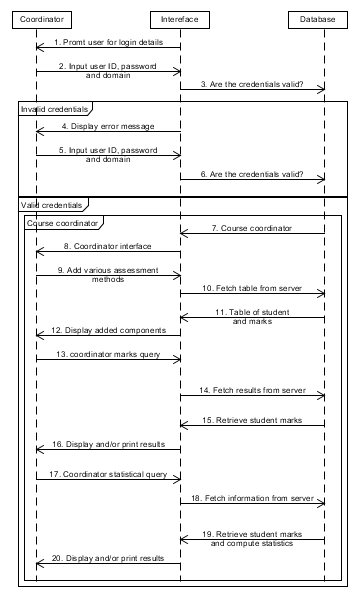 Coordinator
Intereface
Database
1. Promt user for login details
2. Input user ID, password
and domain
3. Are the credentials valid?
Invalid credentials
4. Display error message
5. Input user ID, password
and domain
6. Are the credentials valid?
Valid credentials
Course coordinator
7. Course coordinator
8. Coordinator interface
9. Add various assessment
methods
10. Fetch table from server
11. Table of student
and marks
12. Display added components
13. coordinator marks query
14. Fetch results from server
15. Retrieve student marks
16. Display and/or print results
17. Coordinator statistical query
18. Fetch information from server
19. Retrieve student marks
and compute statistics
20. Display and/or print results